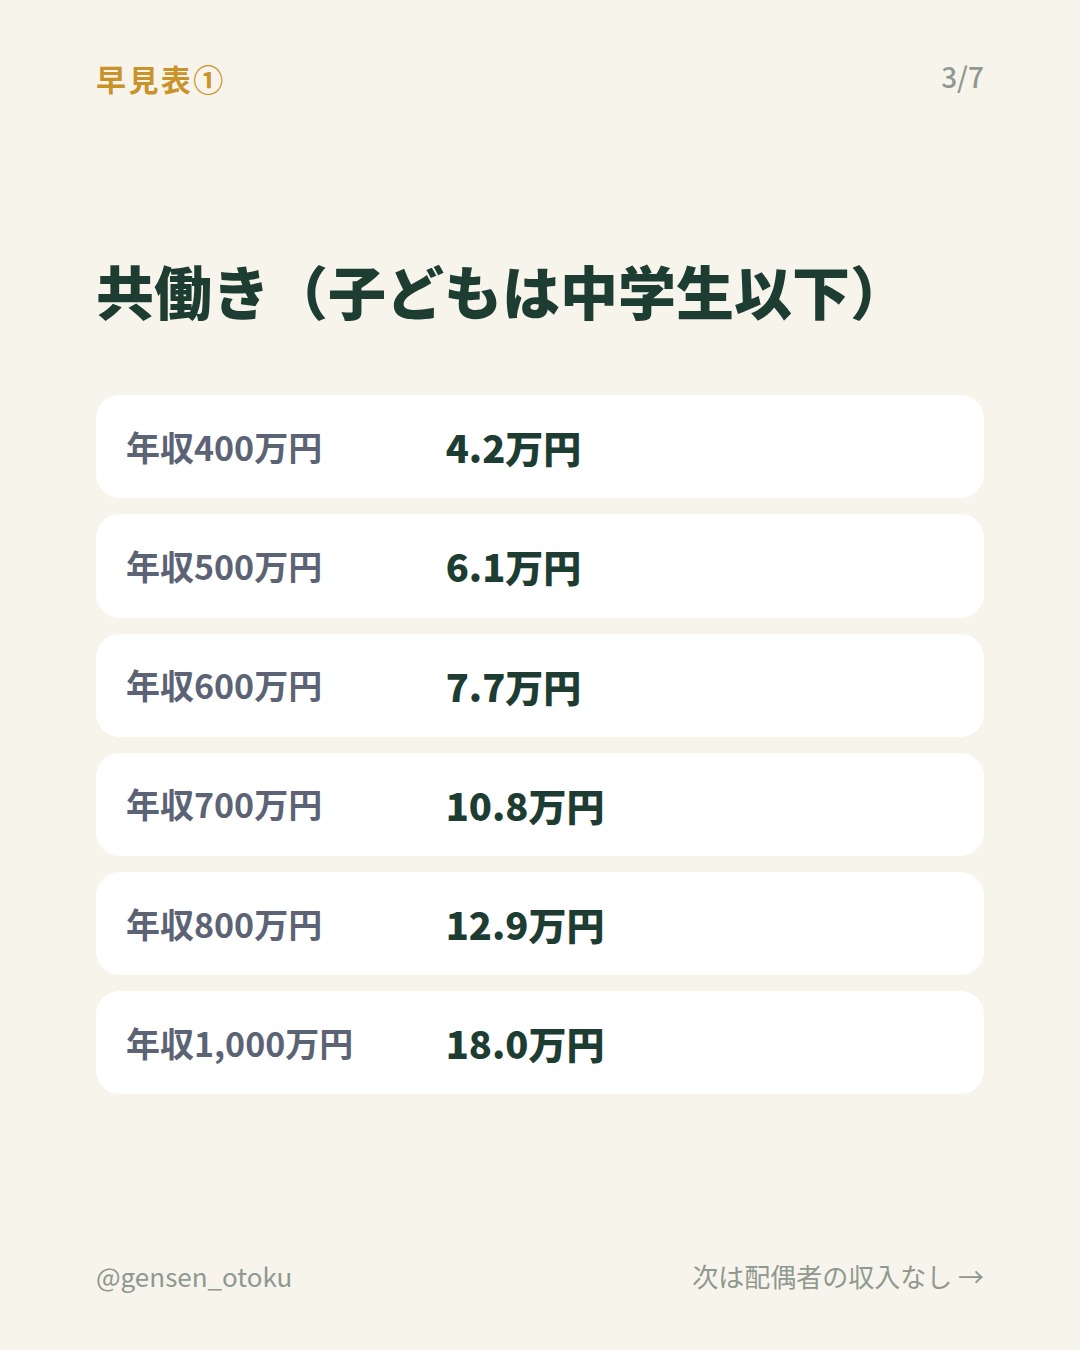 早見表①
3/7
共働き（子どもは中学生以下）
年収400万円 4.2万円
年収500万円 6.1万円
年収600万円 7.7万円
年収700万円 10.8万円
年収800万円 12.9万円
年収1,000万円 18.0万円
@gensen_otoku
次は配偶者の収入なし →